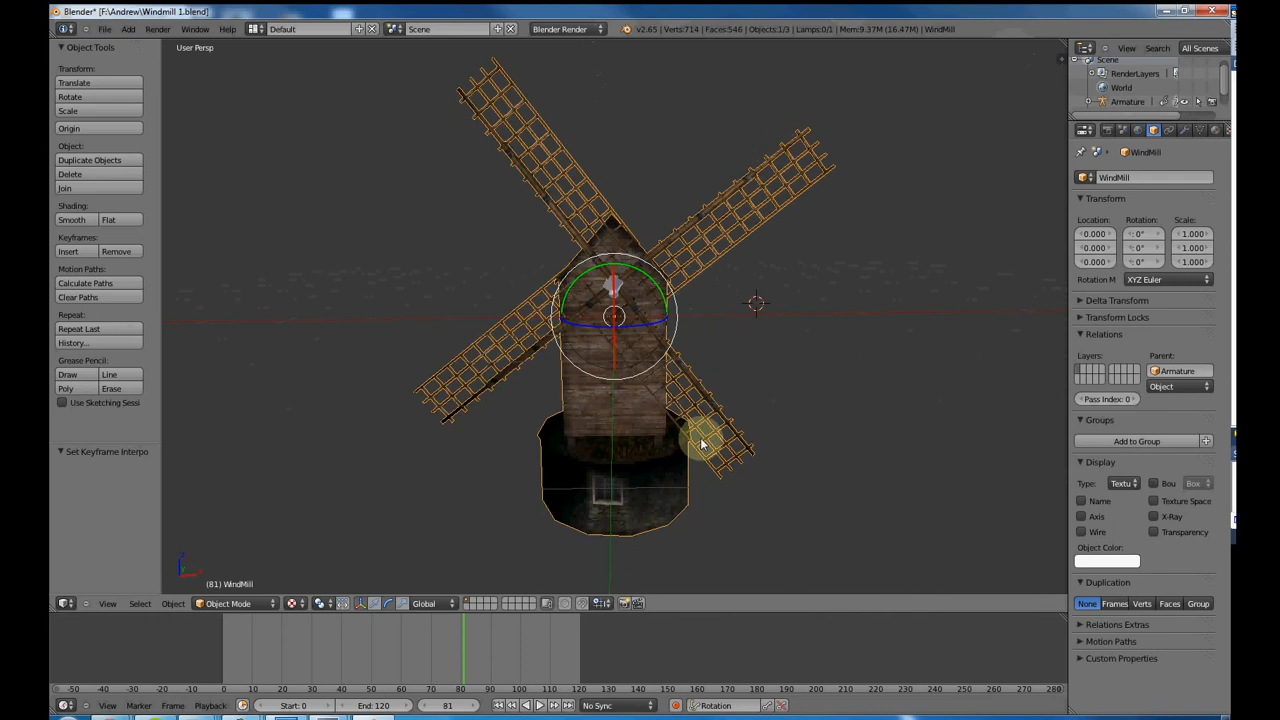 Blender* [F:\Andrew\Windmill 1.blend]
File Add Render Window Help Default Scene Blender Render v2.65 | Verts:714 | Faces:546 | Objects:1/3 | Lamps:0/1 | Mem:9.37M (16.47M) | WindMill
Object Tools
Transform:
Translate
Rotate
Scale
Origin
Object:
Duplicate Objects
Delete
Join
Shading:
Smooth Flat
Keyframes:
Insert Remove
Motion Paths:
Calculate Paths
Clear Paths
Repeat:
Repeat Last
History...
Grease Pencil:
Draw Line
Poly Erase
Use Sketching Sessi
Set Keyframe Interpo
User Persp
(81) WindMill
View Search All Scenes
Scene
RenderLayers
World
Armature
WindMill
WindMill
Transform
Location: Rotation: Scale:
0.000 0° 1.000
0.000 0° 1.000
0.000 0° 1.000
Rotation M XYZ Euler
Delta Transform
Transform Locks
Relations
Layers: Parent:
Armature
Object
Pass Index: 0
Groups
Add to Group
Display
Type: Textu Bou Box
Name Texture Space
Axis X-Ray
Wire Transparency
Object Color:
Duplication
None Frames Verts Faces Group
Relations Extras
Motion Paths
Custom Properties
View Select Object Object Mode Global
-50 -40 -30 -20 -10 0 10 20 30 40 50 60 70 80 90 100 110 120 130 140 150 160 170 180 190 200 210 220 230 240 250 260 270 280
View Marker Frame Playback Start: 0 End: 120 81 No Sync Rotation